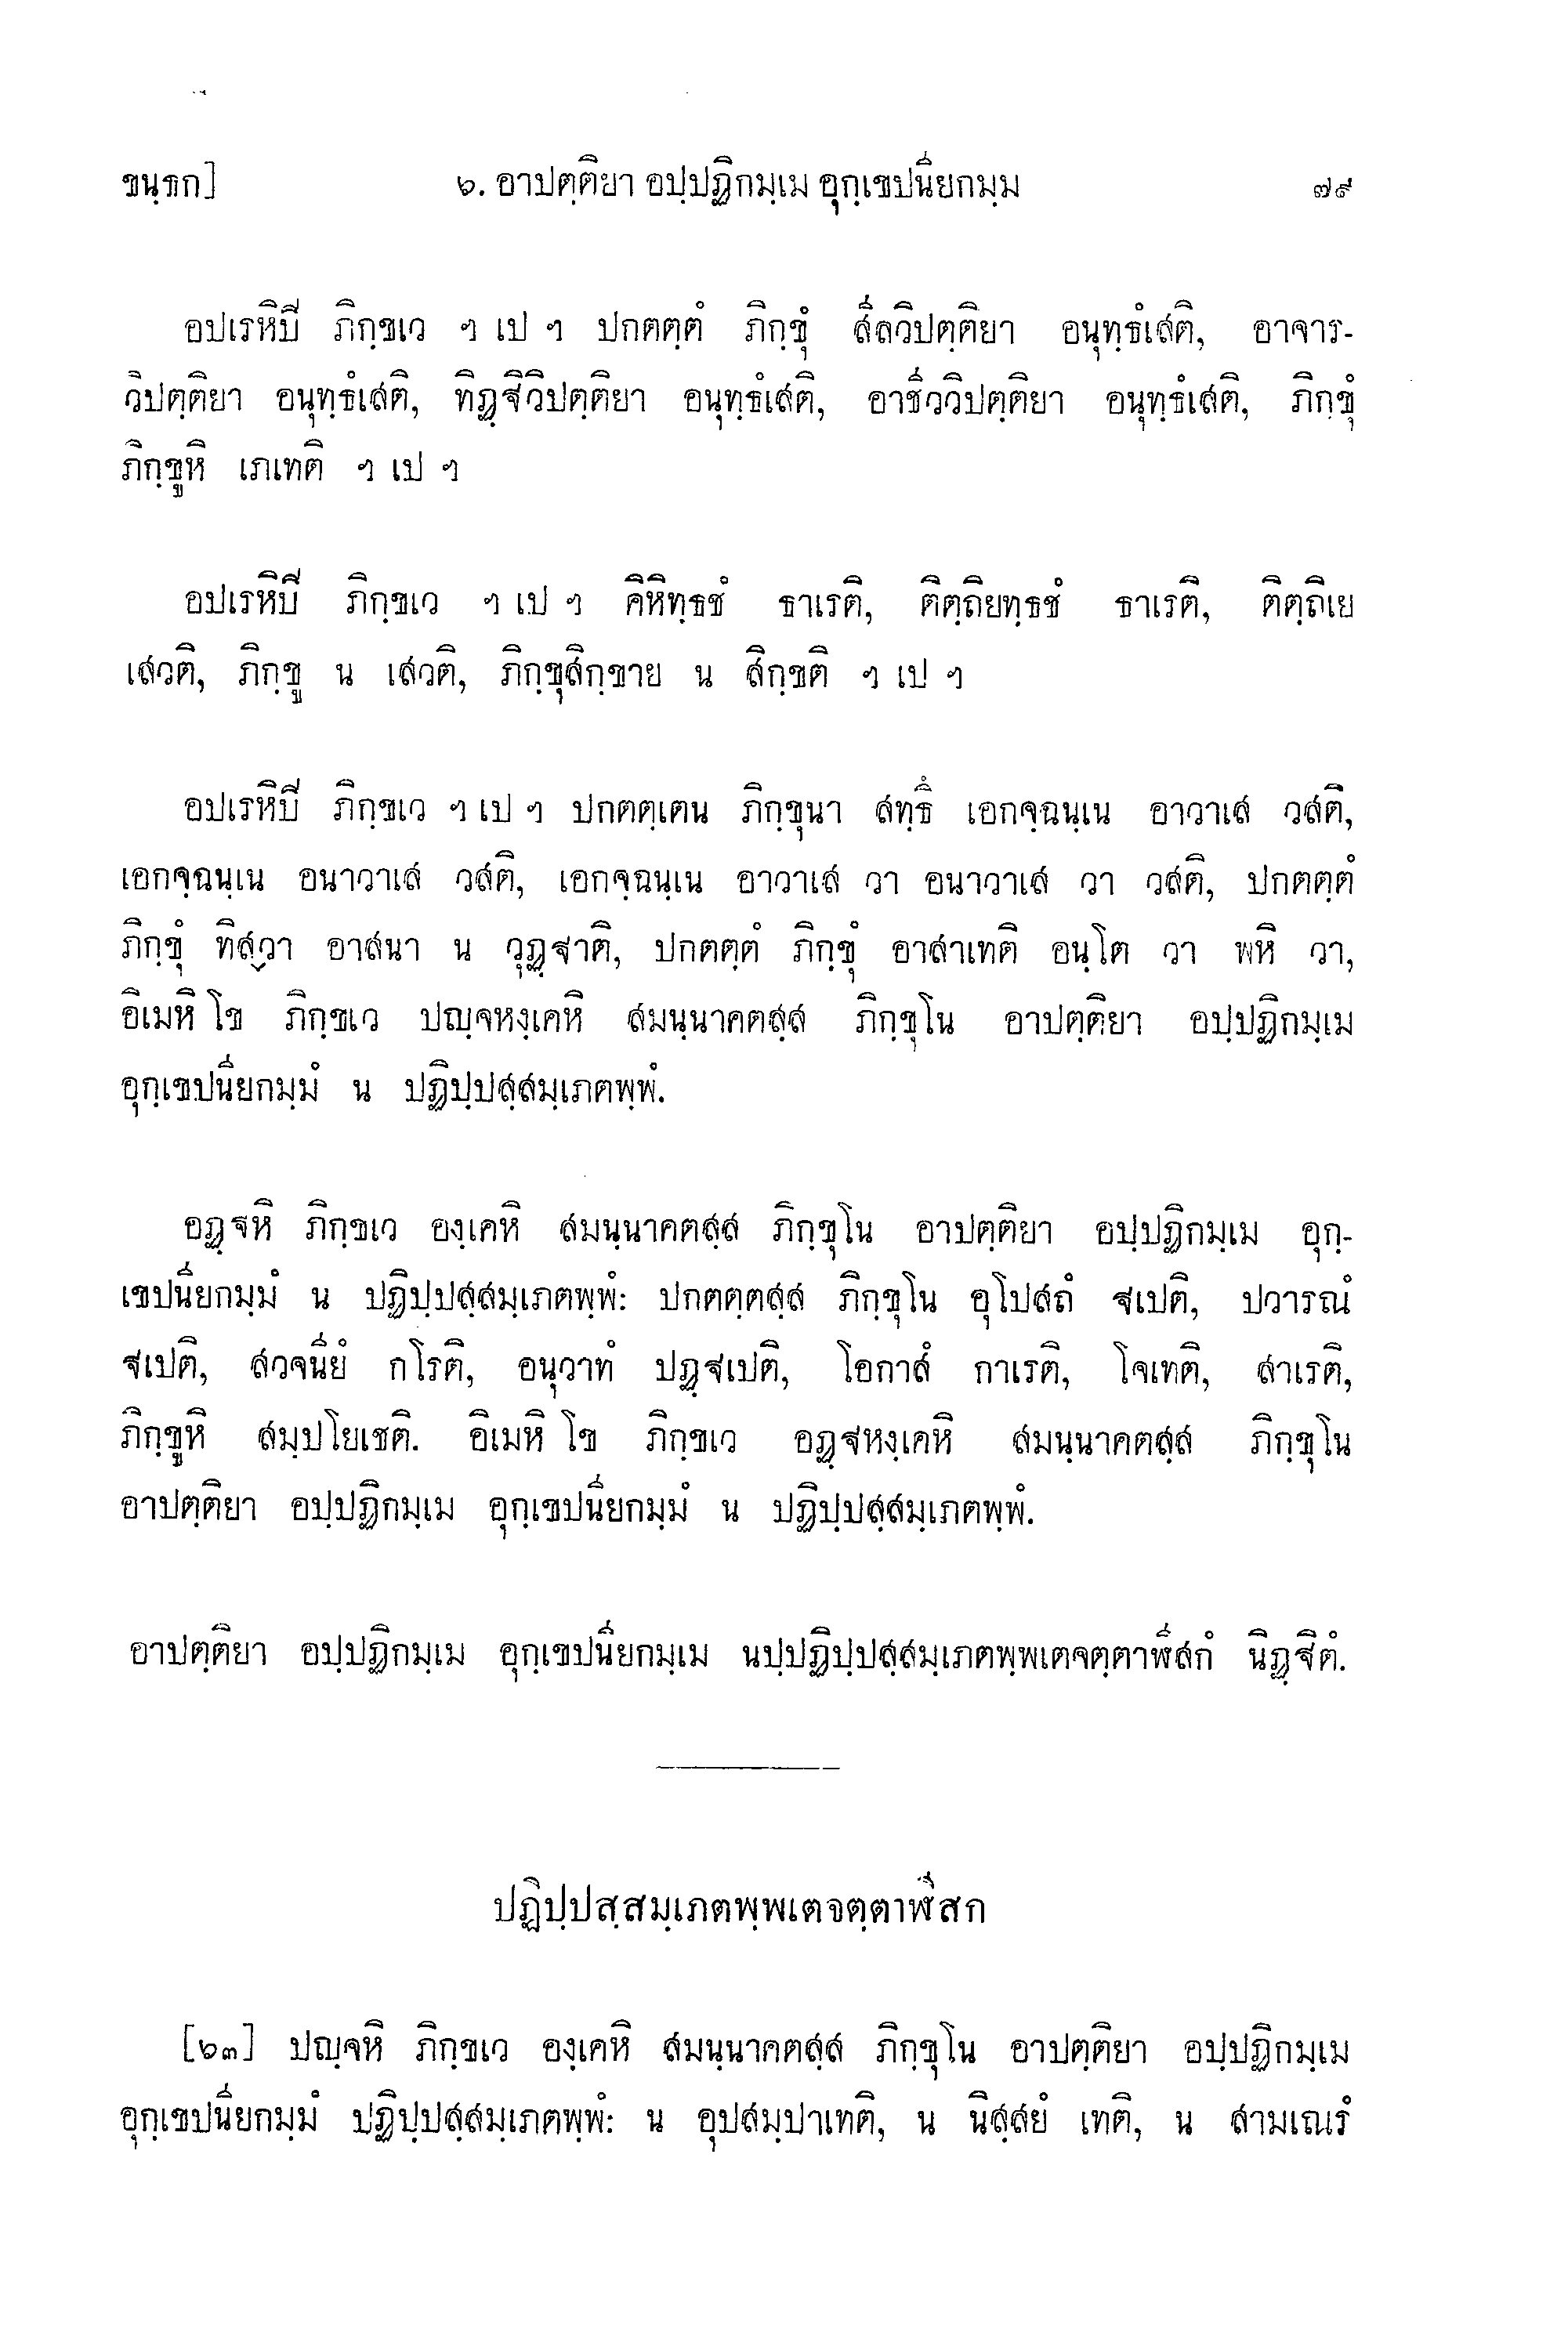 ขนฺธก] ๖. อาปตฺติยา อปฺปฏิกมฺเม อุกฺเขปนียกมฺม ๗๙
อปเรหิปิ ภิกฺขเว ฯ เป ฯ ปกตตฺตํ ภิกฺขุํ สีลวิปตฺติยา อนุทฺธํเสติ, อาจาร-
วิปตฺติยา อนุทฺธํเสติ, ทิฏฺฐิวิปตฺติยา อนุทฺธํเสติ, อาชีววิปตฺติยา อนุทฺธํเสติ, ภิกฺขุํ
ภิกฺขูหิ เภเทติ ฯ เป ฯ
อปเรหิปิ ภิกฺขเว ฯ เป ฯ คิหิทฺธชํ ธาเรติ, ติตฺถิยทฺธชํ ธาเรติ, ติตฺถิเย
เสวติ, ภิกฺขู น เสวติ, ภิกฺขุสิกฺขาย น สิกฺขติ ฯ เป ฯ
อปเรหิปิ ภิกฺขเว ฯ เป ฯ ปกตตฺเตน ภิกฺขุนา สทฺธึ เอกจฺฉนฺเน อาวาเส วสติ,
เอกจฺฉนฺเน อนาวาเส วสติ, เอกจฺฉนฺเน อาวาเส วา อนาวาเส วา วสติ, ปกตตฺตํ
ภิกฺขุํ ทิสฺวา อาสนา น วุฏฺฐาติ, ปกตตฺตํ ภิกฺขุํ อาสาเทติ อนฺโต วา พหิ วา,
อิเมหิ โข ภิกฺขเว ปญฺจหงฺเคหิ สมนฺนาคตสฺส ภิกฺขุโน อาปตฺติยา อปฺปฏิกมฺเม
อุกฺเขปนียกมฺมํ น ปฏิปฺปสฺสมฺเภตพฺพํ.
อฏฺฐหิ ภิกฺขเว องฺเคหิ สมนฺนาคตสฺส ภิกฺขุโน อาปตฺติยา อปฺปฏิกมฺเม อุกฺ-
เขปนียกมฺมํ น ปฏิปฺปสฺสมฺเภตพฺพํ: ปกตตฺตสฺส ภิกฺขุโน อุโปสถํ ฐเปติ, ปวารณํ
ฐเปติ, สวจนียํ กโรติ, อนุวาทํ ปฏฺฐเปติ, โอกาสํ กาเรติ, โจเทติ, สาเรติ,
ภิกฺขูหิ สมฺปโยเชติ. อิเมหิ โข ภิกฺขเว อฏฺฐหงฺเคหิ สมนฺนาคตสฺส ภิกฺขุโน
อาปตฺติยา อปฺปฏิกมฺเม อุกฺเขปนียกมฺมํ น ปฏิปฺปสฺสมฺเภตพฺพํ.
อาปตฺติยา อปฺปฏิกมฺเม อุกฺเขปนียกมฺเม นปฺปฏิปฺปสฺสมฺเภตพฺพเตจตฺตาฬีสกํ นิฏฺฐิตํ.
ปฏิปฺปสฺสมฺเภตพฺพเตจตฺตาฬีสก
[๖๓] ปญฺจหิ ภิกฺขเว องฺเคหิ สมนฺนาคตสฺส ภิกฺขุโน อาปตฺติยา อปฺปฏิกมฺเม
อุกฺเขปนียกมฺมํ ปฏิปฺปสฺสมฺเภตพฺพํ: น อุปสมฺปาเทติ, น นิสฺสยํ เทติ, น สามเณรํ